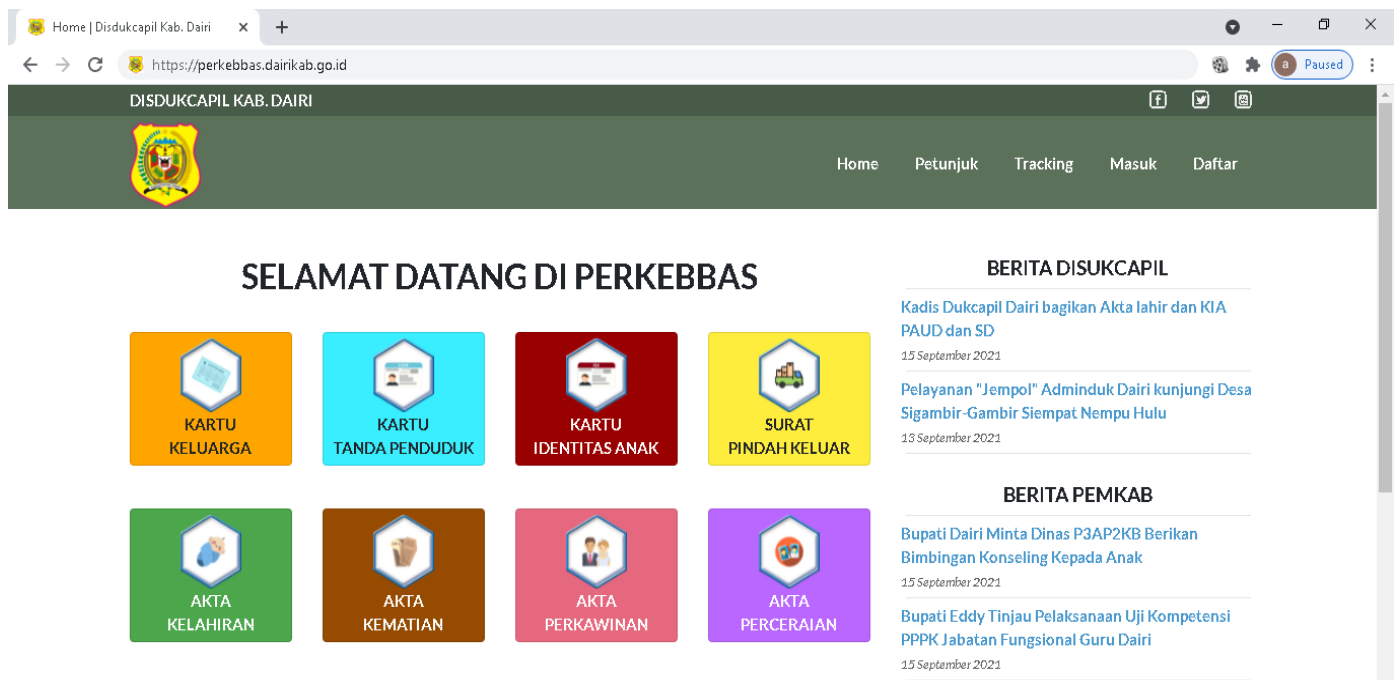 Home | Disdukcapil Kab. Dairi
https://perkebbas.dairikab.go.id
a Paused
DISDUKCAPIL KAB. DAIRI
Home Petunjuk Tracking Masuk Daftar
SELAMAT DATANG DI PERKEBBAS
KARTU
KELUARGA
KARTU
TANDA PENDUDUK
KARTU
IDENTITAS ANAK
SURAT
PINDAH KELUAR
AKTA
KELAHIRAN
AKTA
KEMATIAN
AKTA
PERKAWINAN
AKTA
PERCERAIAN
BERITA DISUKCAPIL
Kadis Dukcapil Dairi bagikan Akta lahir dan KIA
PAUD dan SD
15 September 2021
Pelayanan "Jempol" Adminduk Dairi kunjungi Desa
Sigambir-Gambir Siempat Nempu Hulu
13 September 2021
BERITA PEMKAB
Bupati Dairi Minta Dinas P3AP2KB Berikan
Bimbingan Konseling Kepada Anak
15 September 2021
Bupati Eddy Tinjau Pelaksanaan Uji Kompetensi
PPPK Jabatan Fungsional Guru Dairi
15 September 2021